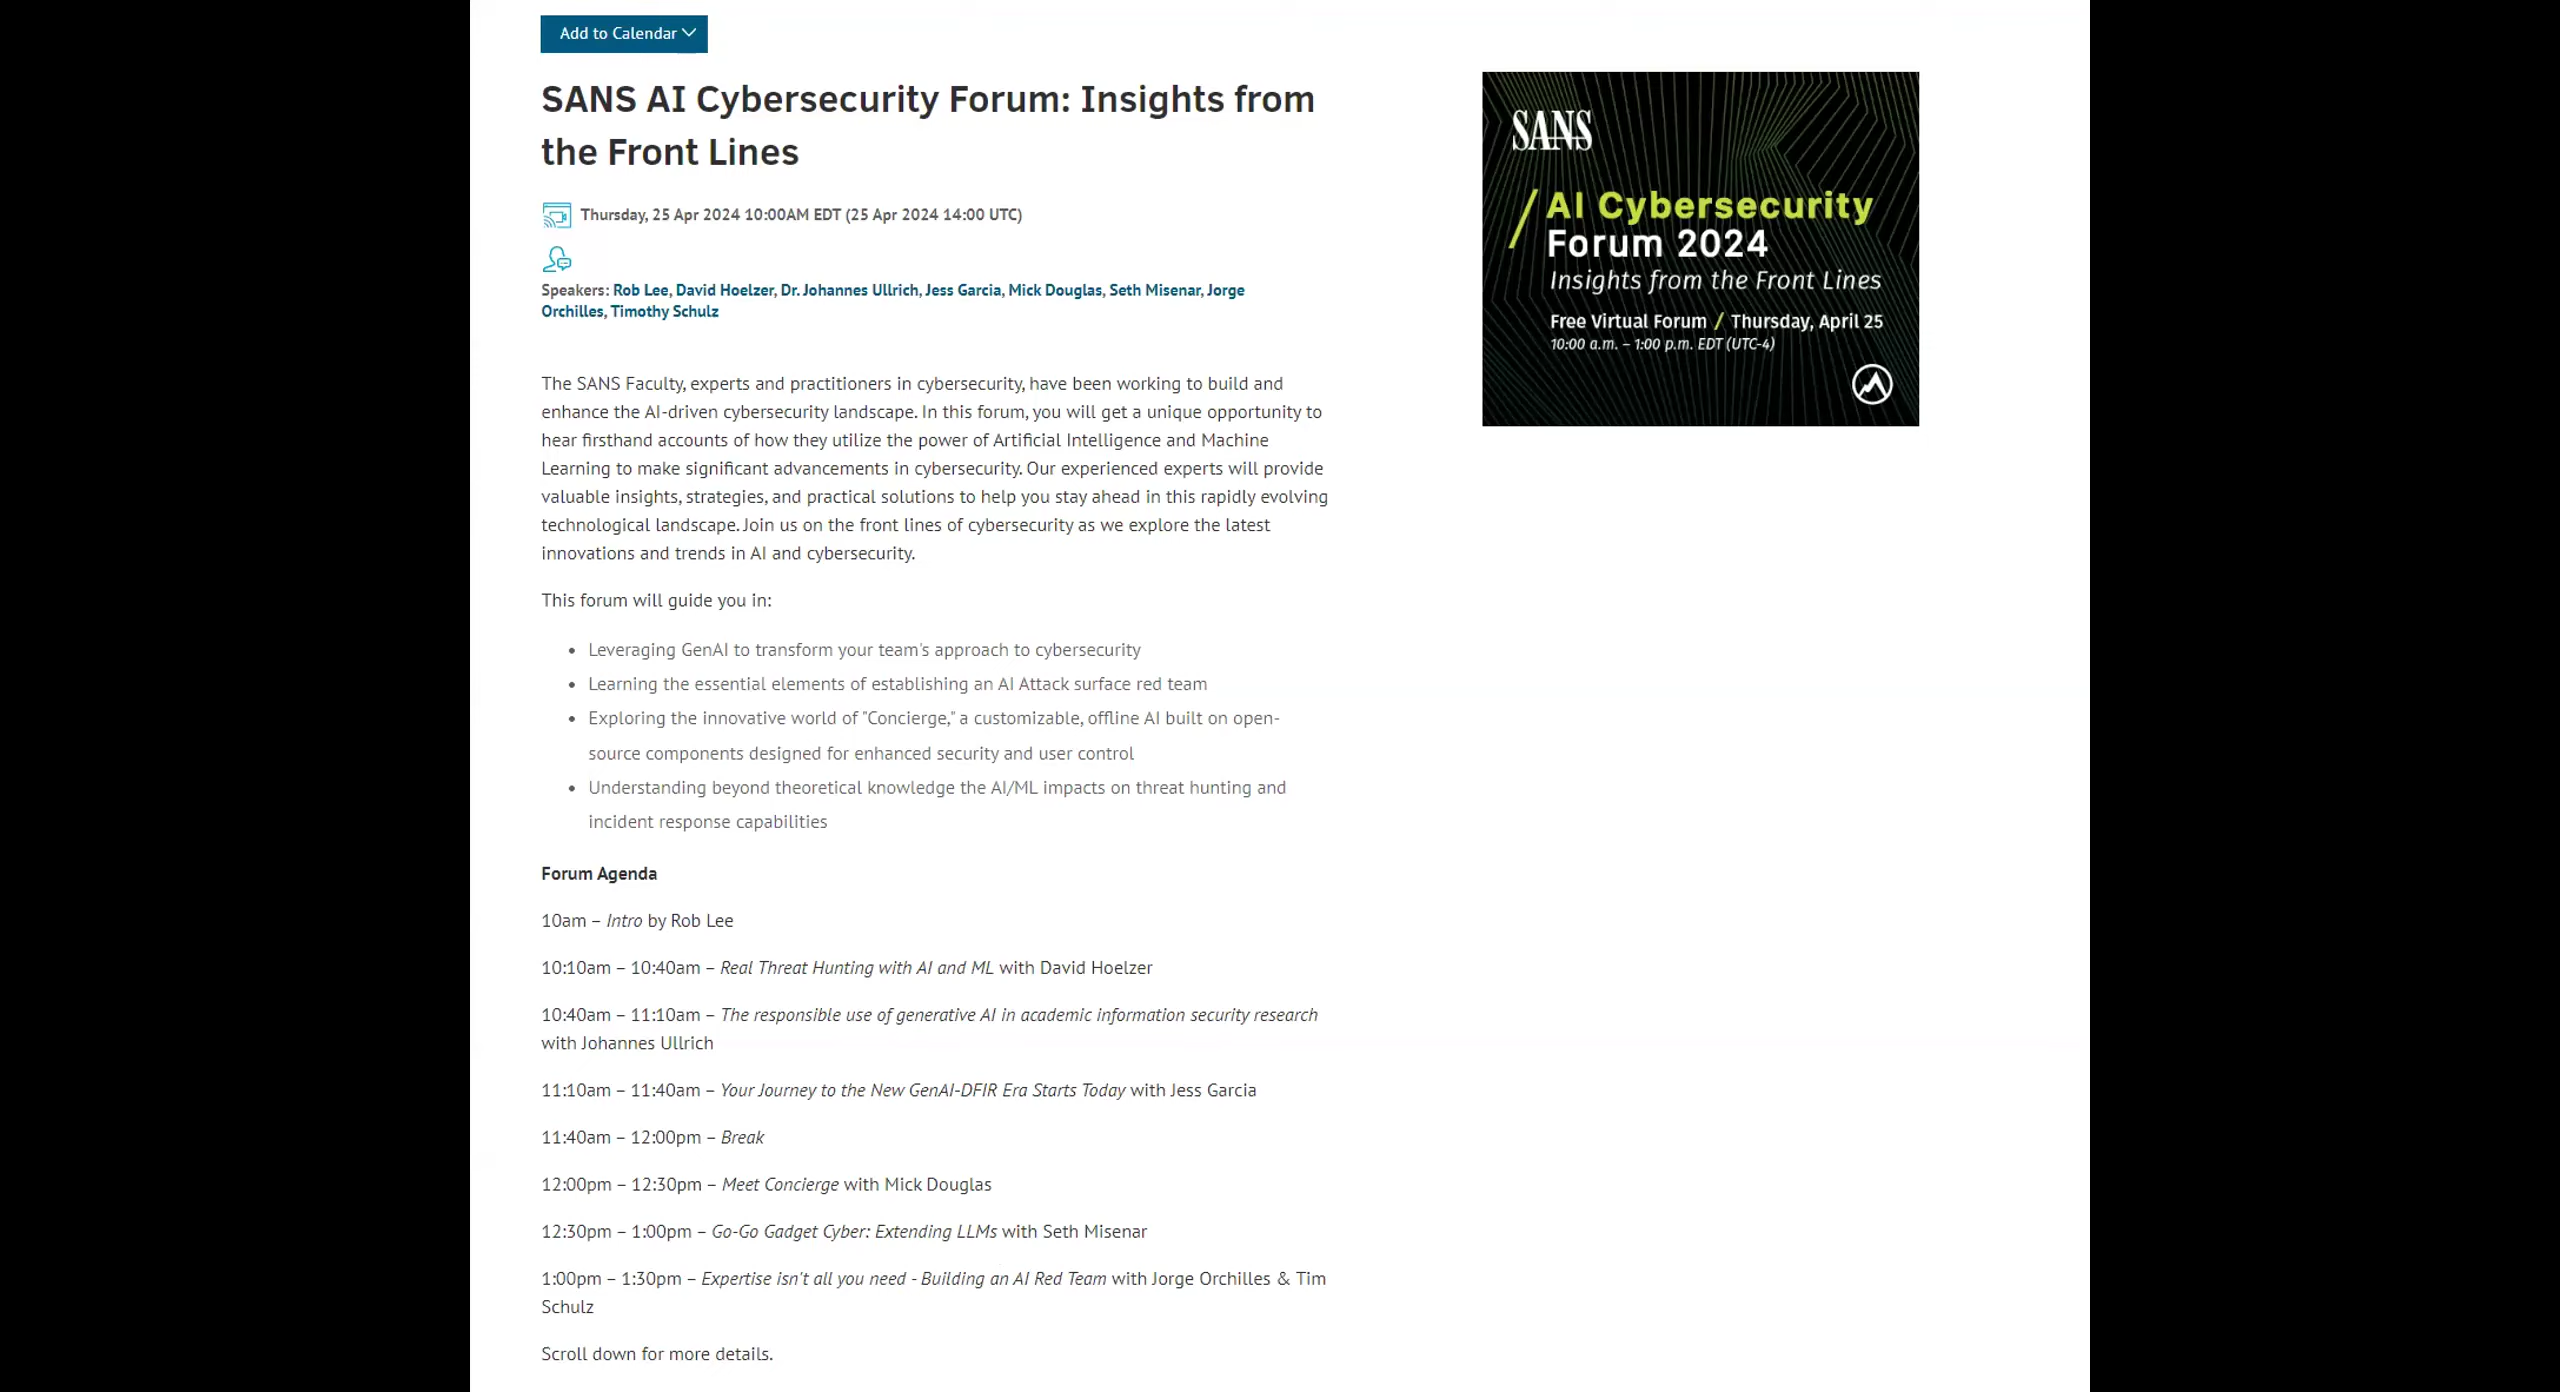 Add to Calendar
SANS AI Cybersecurity Forum: Insights from
the Front Lines
Thursday, 25 Apr 2024 10:00AM EDT (25 Apr 2024 14:00 UTC)
Speakers: Rob Lee, David Hoelzer, Dr. Johannes Ullrich, Jess Garcia, Mick Douglas, Seth Misenar, Jorge
Orchilles, Timothy Schulz
The SANS Faculty, experts and practitioners in cybersecurity, have been working to build and
enhance the AI-driven cybersecurity landscape. In this forum, you will get a unique opportunity to
hear firsthand accounts of how they utilize the power of Artificial Intelligence and Machine
Learning to make significant advancements in cybersecurity. Our experienced experts will provide
valuable insights, strategies, and practical solutions to help you stay ahead in this rapidly evolving
technological landscape. Join us on the front lines of cybersecurity as we explore the latest
innovations and trends in AI and cybersecurity.
This forum will guide you in:
• Leveraging GenAI to transform your team's approach to cybersecurity
• Learning the essential elements of establishing an AI Attack surface red team
• Exploring the innovative world of "Concierge," a customizable, offline AI built on open-
source components designed for enhanced security and user control
• Understanding beyond theoretical knowledge the AI/ML impacts on threat hunting and
incident response capabilities
Forum Agenda
10am – Intro by Rob Lee
10:10am – 10:40am – Real Threat Hunting with AI and ML with David Hoelzer
10:40am – 11:10am – The responsible use of generative AI in academic information security research
with Johannes Ullrich
11:10am – 11:40am – Your Journey to the New GenAI-DFIR Era Starts Today with Jess Garcia
11:40am – 12:00pm – Break
12:00pm – 12:30pm – Meet Concierge with Mick Douglas
12:30pm – 1:00pm – Go-Go Gadget Cyber: Extending LLMs with Seth Misenar
1:00pm – 1:30pm – Expertise isn't all you need - Building an AI Red Team with Jorge Orchilles & Tim
Schulz
Scroll down for more details.
SANS
AI Cybersecurity
Forum 2024
Insights from the Front Lines
Free Virtual Forum / Thursday, April 25
10:00 a.m. – 1:00 p.m. EDT (UTC-4)